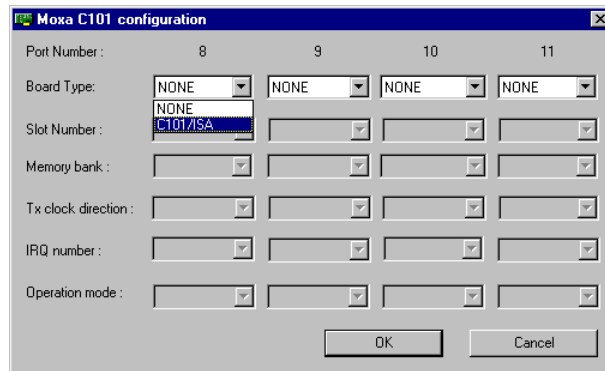 Moxa C101 configuration
Port Number : 8 9 10 11
Board Type: NONE NONE NONE NONE
NONE
C101/ISA
Slot Number :
Memory bank :
Tx clock direction :
IRQ number :
Operation mode :
OK Cancel